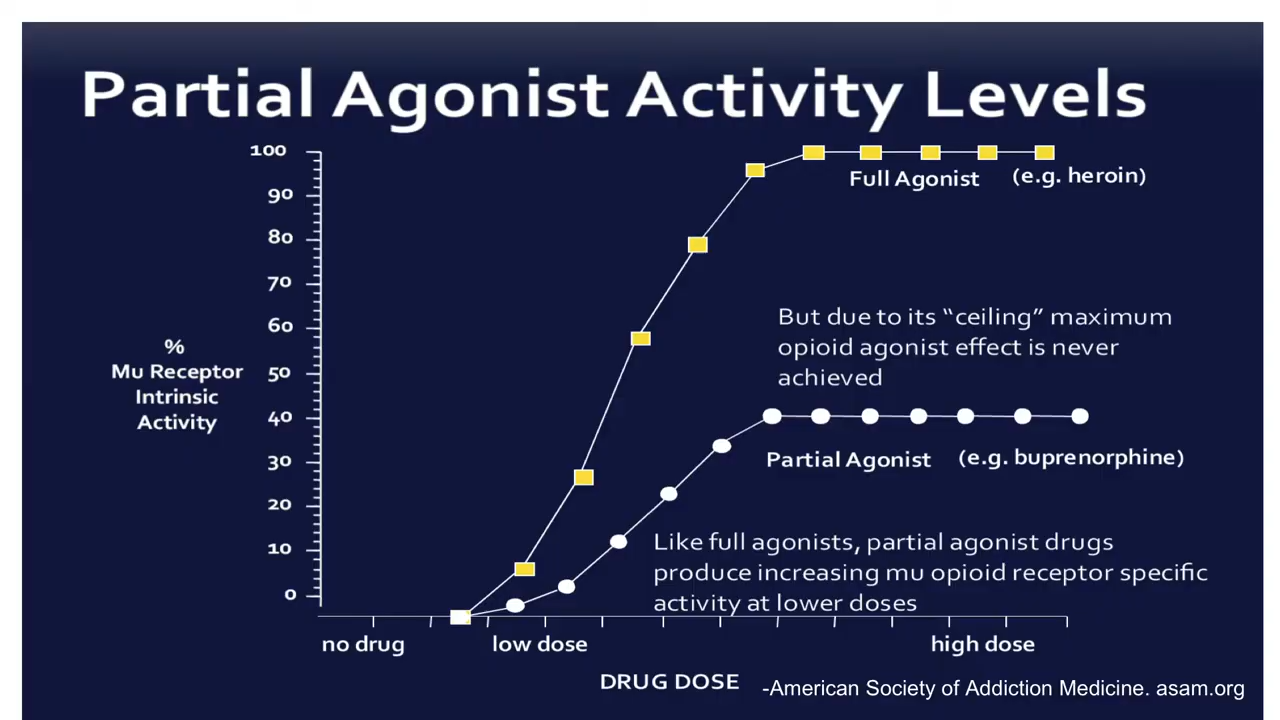 Partial Agonist Activity Levels
100
90
80
70
60
50
40
30
20
10
0
%
Mu Receptor
Intrinsic
Activity
Full Agonist (e.g. heroin)
But due to its “ceiling” maximum
opioid agonist effect is never
achieved
Partial Agonist (e.g. buprenorphine)
Like full agonists, partial agonist drugs
produce increasing mu opioid receptor specific
activity at lower doses
no drug low dose high dose
DRUG DOSE
-American Society of Addiction Medicine. asam.org